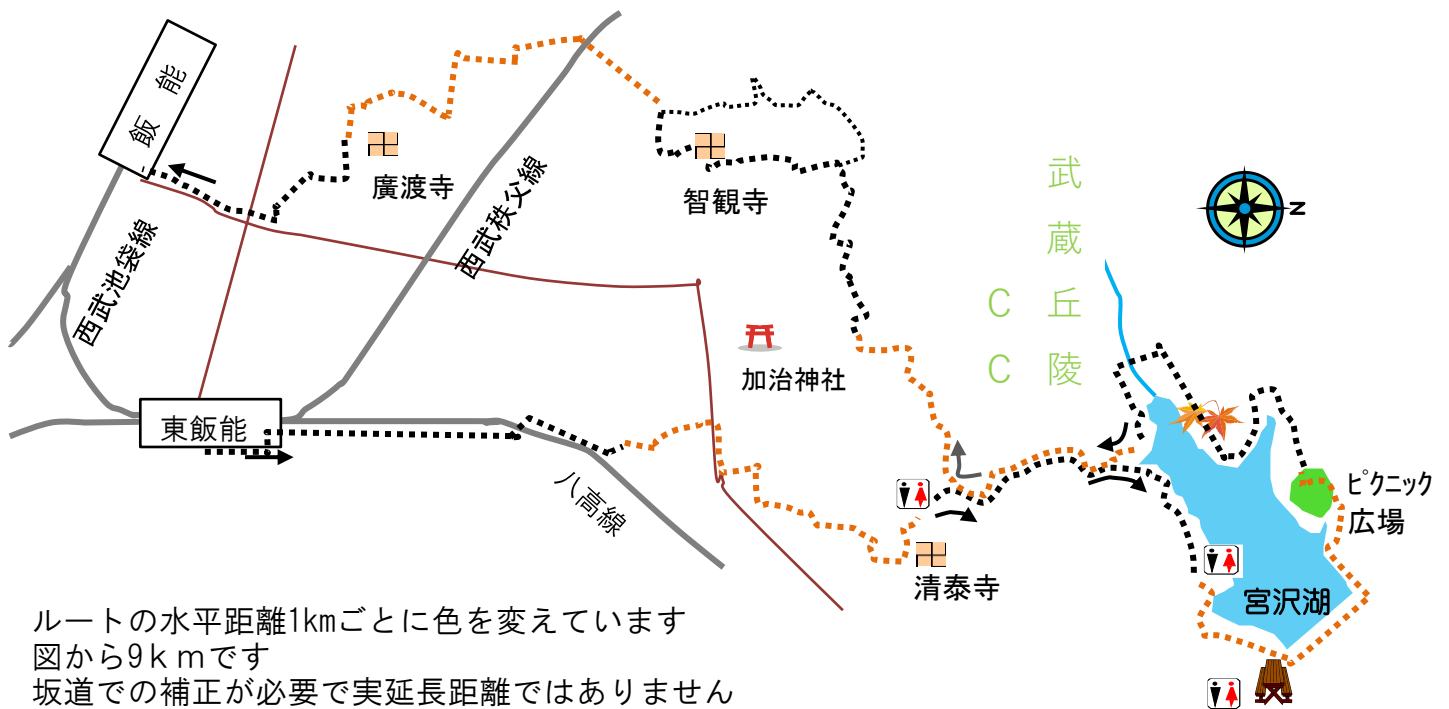 飯能
廣渡寺
智観寺
西武秩父線
西武池袋線
武蔵丘陵CC
N
加治神社
東飯能
八高線
清泰寺
ピクニック
広場
宮沢湖
ルートの水平距離1kmごとに色を変えています
図から9kmです
坂道での補正が必要で実延長距離ではありません